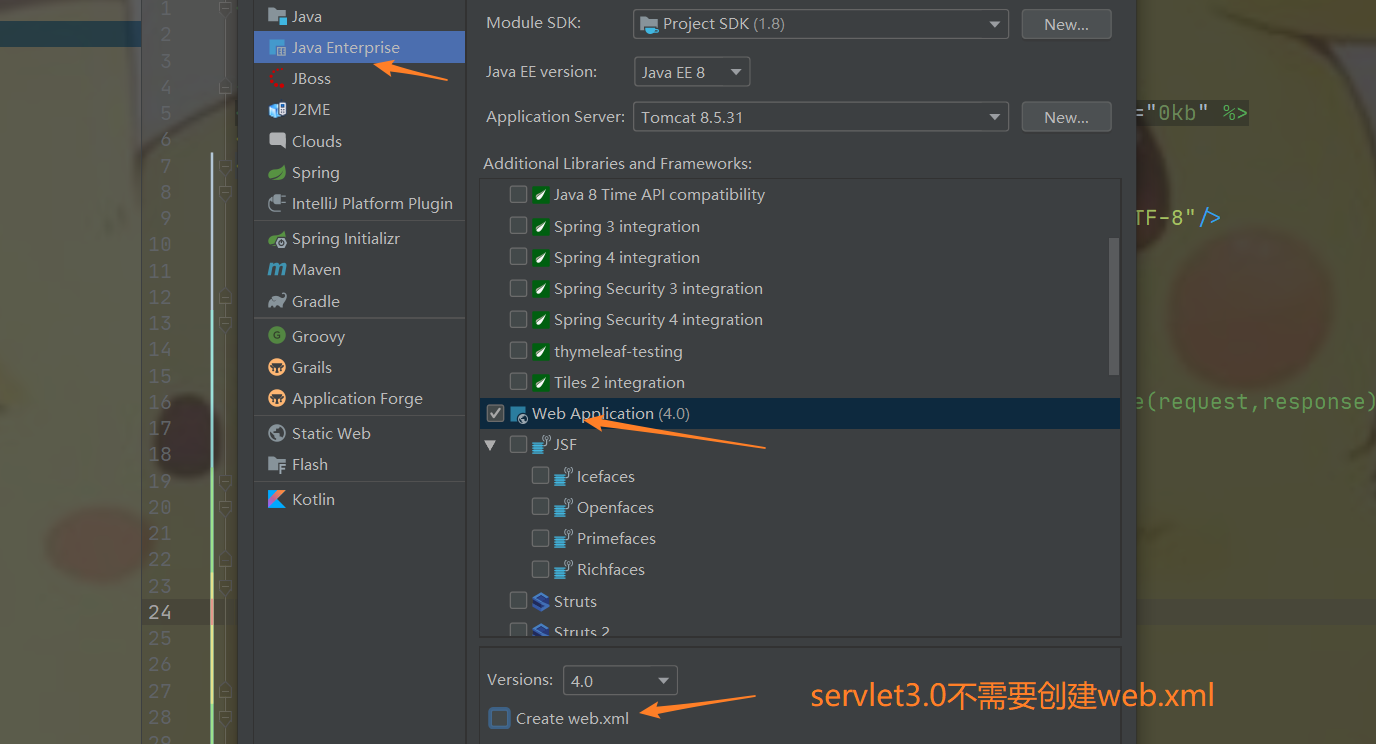 1
2
3
4
5
6
7
8
9
10
11
12
13
14
15
16
17
18
19
20
21
22
23
24
25
26
27
28
29
Java
Java Enterprise
JBoss
J2ME
Clouds
Spring
IntelliJ Platform Plugin
Spring Initializr
Maven
Gradle
Groovy
Grails
Application Forge
Static Web
Flash
Kotlin
Module SDK: Project SDK (1.8) New...
Java EE version: Java EE 8
Application Server: Tomcat 8.5.31 New...
Additional Libraries and Frameworks:
Java 8 Time API compatibility
Spring 3 integration
Spring 4 integration
Spring Security 3 integration
Spring Security 4 integration
thymeleaf-testing
Tiles 2 integration
Web Application (4.0)
JSF
Icefaces
Openfaces
Primefaces
Richfaces
Struts
Struts 2
Versions: 4.0
Create web.xml
servlet3.0不需要创建web.xml
="0kb" %>
TF-8"/>
e(request,response)